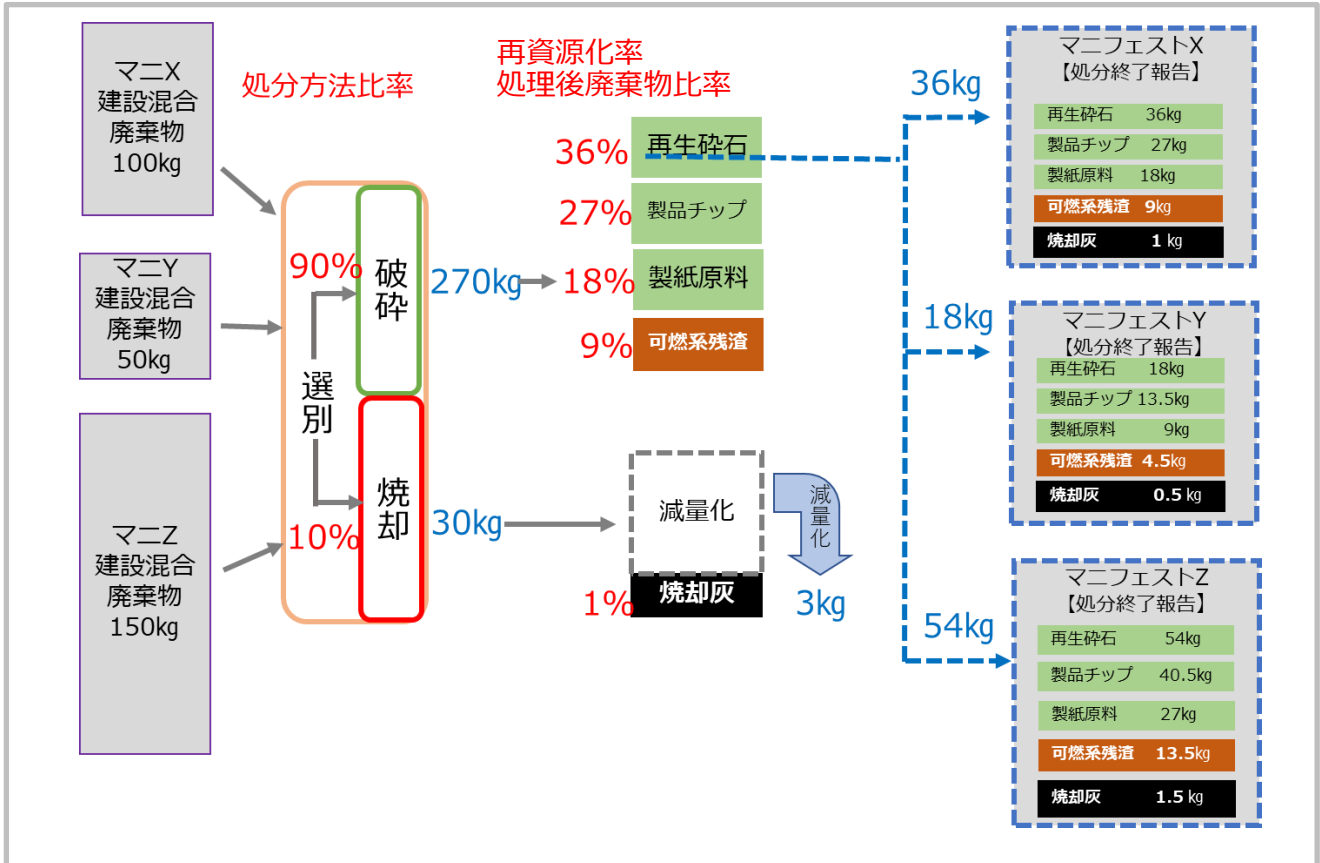 マニX
建設混合
廃棄物
100kg
マニY
建設混合
廃棄物
50kg
マニZ
建設混合
廃棄物
150kg
処分方法比率
90%
選別
10%
破砕
焼却
270kg
30kg
再資源化率
処理後廃棄物比率
36% 再生砕石
27% 製品チップ
18% 製紙原料
9% 可燃系残渣
減量化
1% 焼却灰
減量化
3kg
36kg
18kg
54kg
マニフェストX
【処分終了報告】
再生砕石 36kg
製品チップ 27kg
製紙原料 18kg
可燃系残渣 9kg
焼却灰 1 kg
マニフェストY
【処分終了報告】
再生砕石 18kg
製品チップ 13.5kg
製紙原料 9kg
可燃系残渣 4.5kg
焼却灰 0.5 kg
マニフェストZ
【処分終了報告】
再生砕石 54kg
製品チップ 40.5kg
製紙原料 27kg
可燃系残渣 13.5kg
焼却灰 1.5 kg